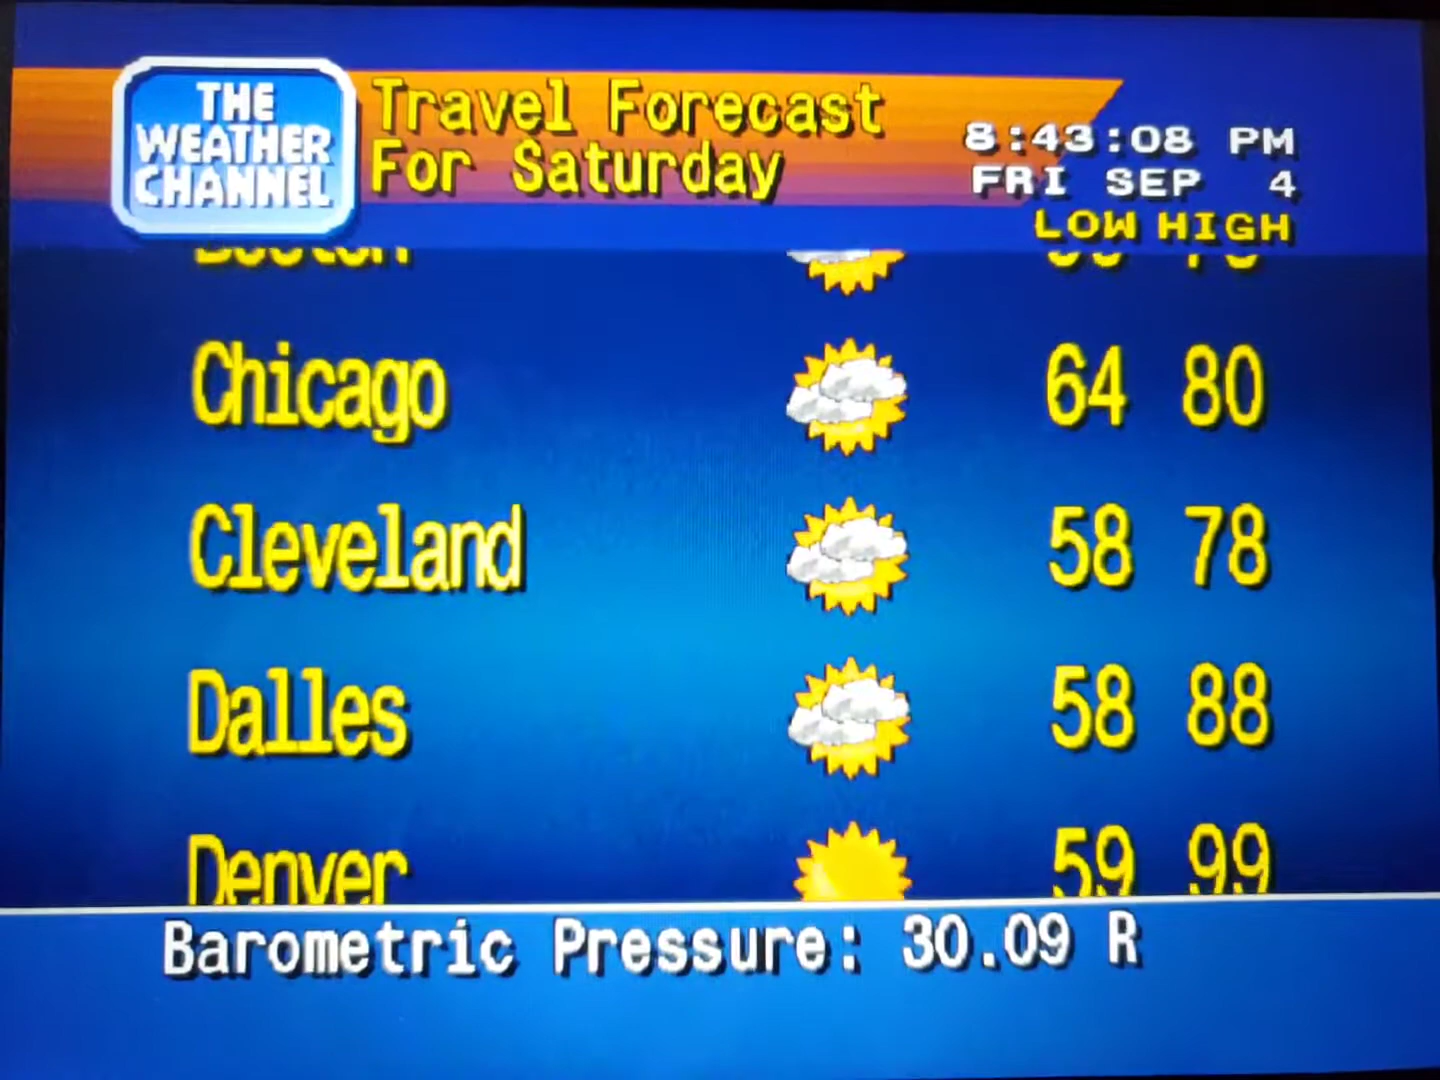 THE
WEATHER
CHANNEL
Travel Forecast
For Saturday
8:43:08 PM
FRI SEP 4
LOW HIGH
Chicago 64 80
Cleveland 58 78
Dalles 58 88
Denver 59 99
Barometric Pressure: 30.09 R